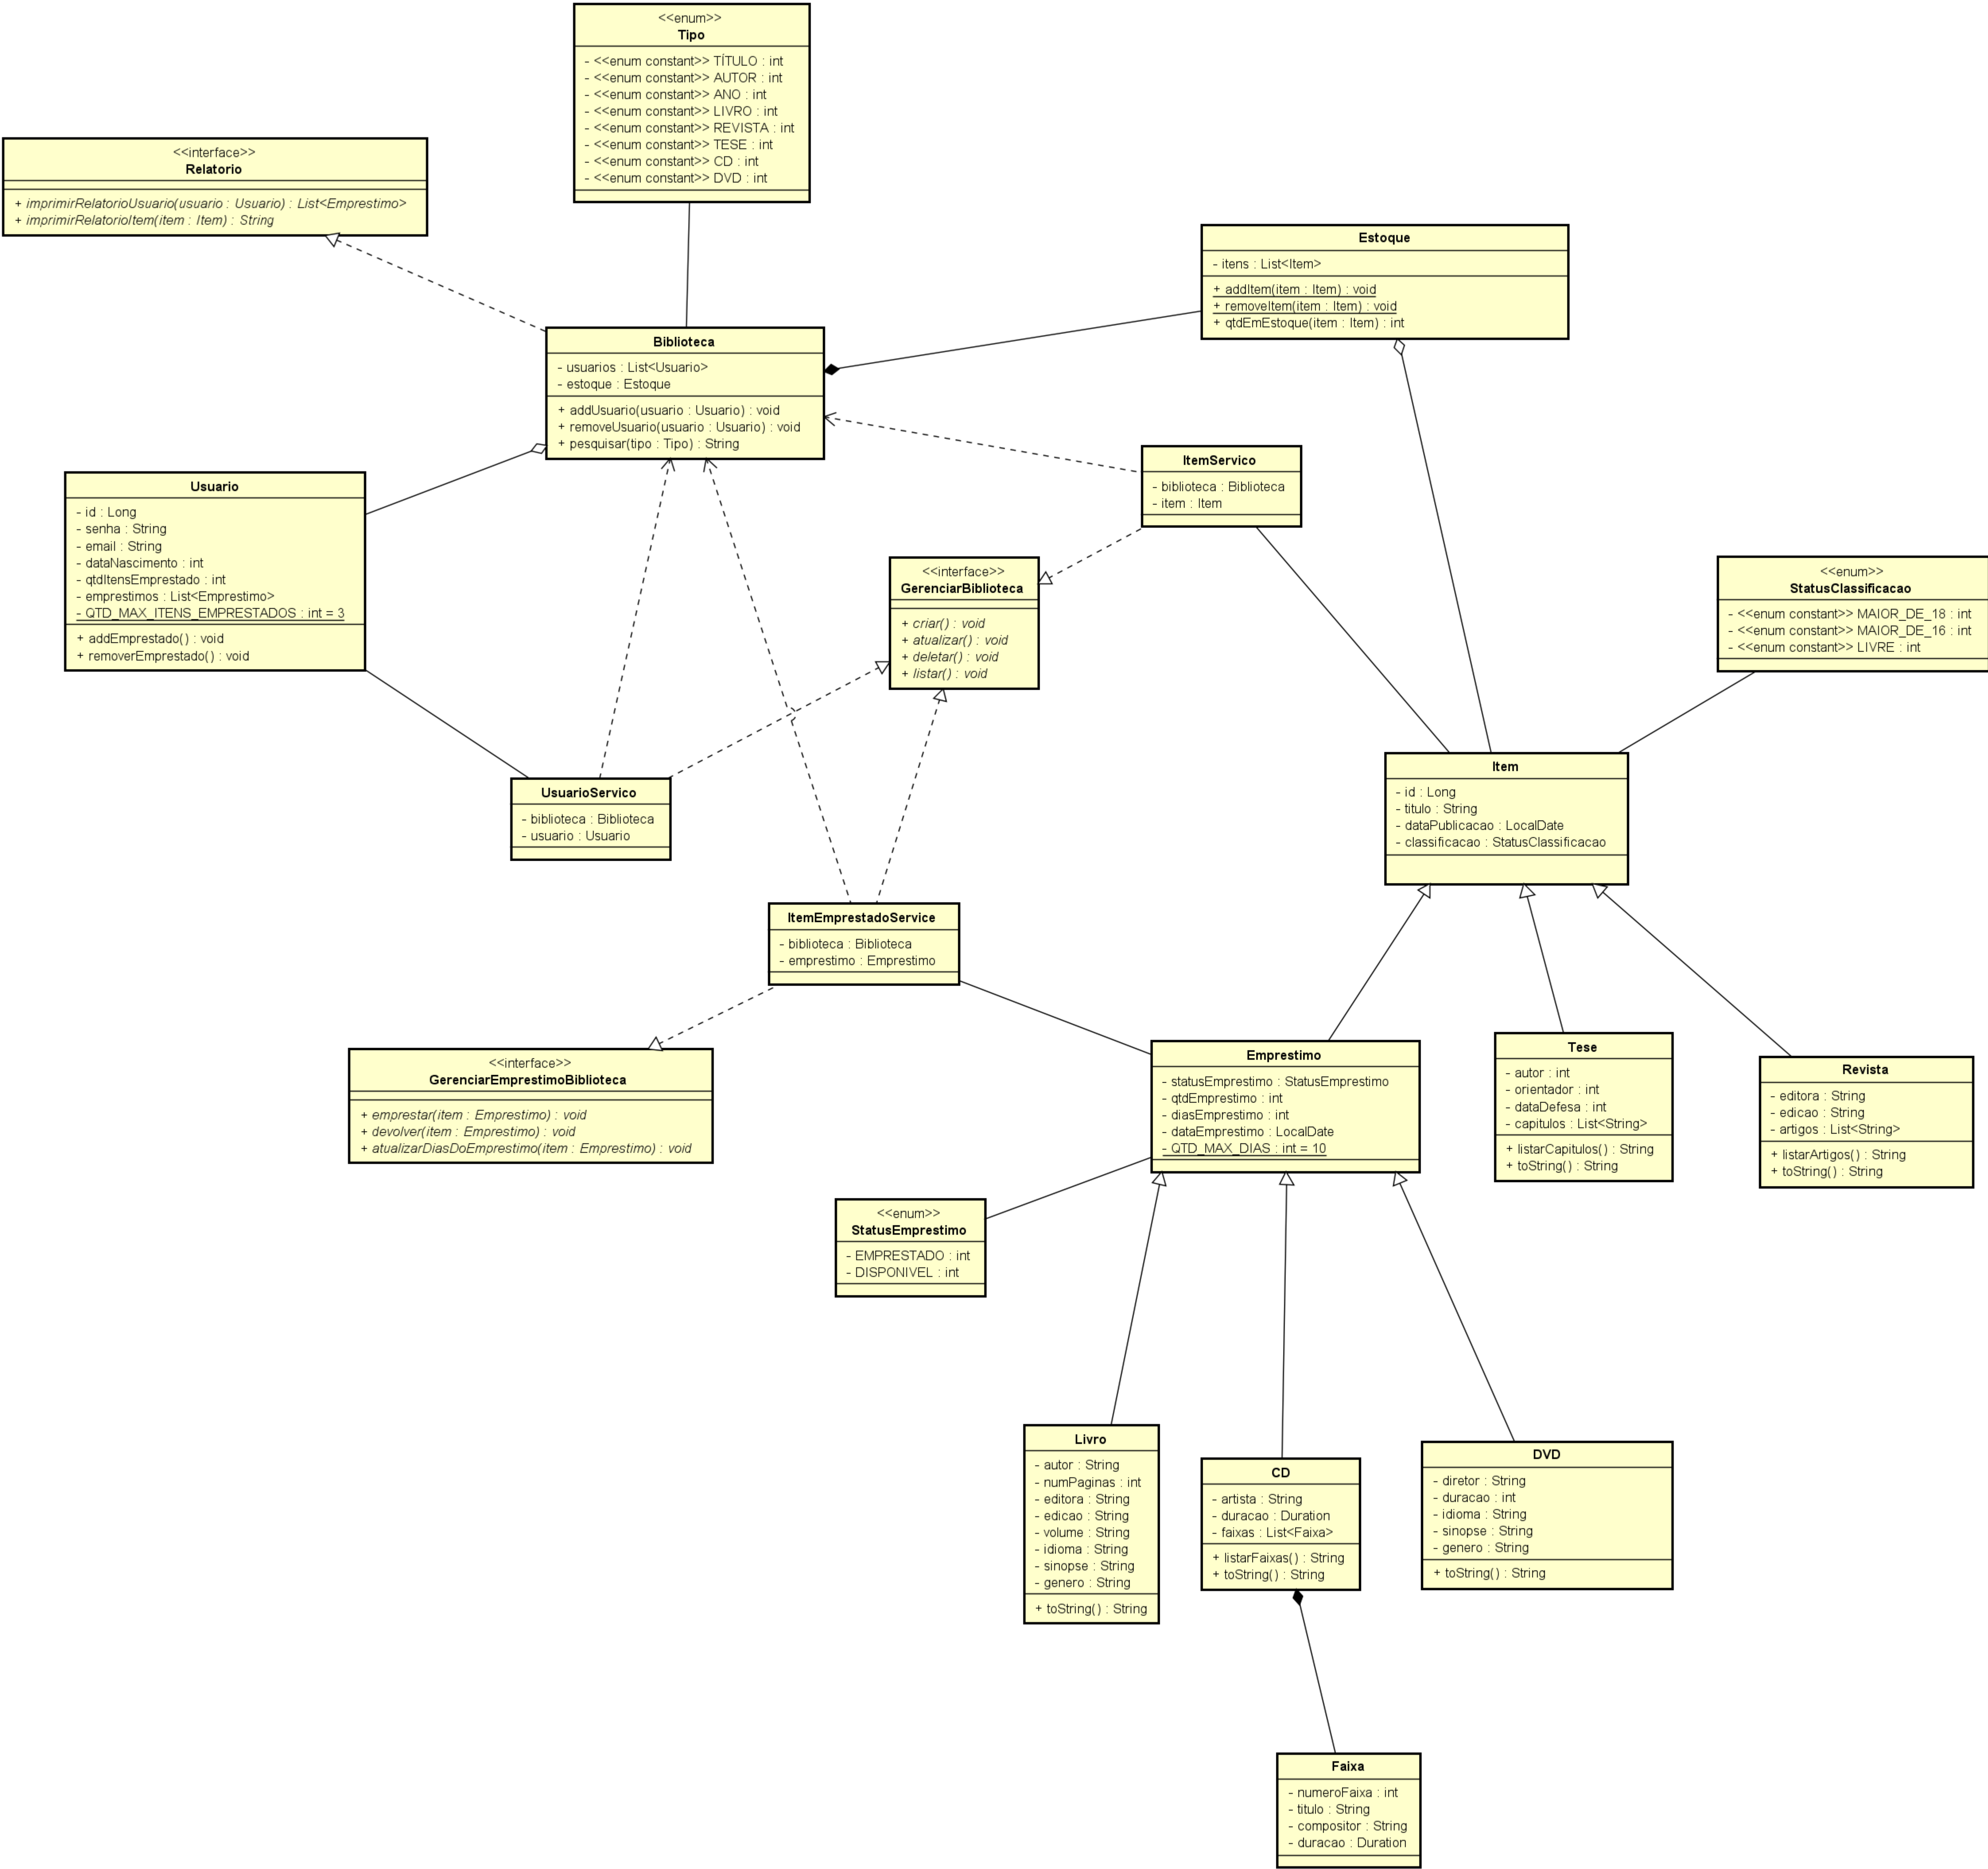 <<enum>>
Tipo
- <<enum constant>> TÍTULO : int
- <<enum constant>> AUTOR : int
- <<enum constant>> ANO : int
- <<enum constant>> LIVRO : int
- <<enum constant>> REVISTA : int
- <<enum constant>> TESE : int
- <<enum constant>> CD : int
- <<enum constant>> DVD : int
<<interface>>
Relatorio
+ imprimirRelatorioUsuario(usuario : Usuario) : List<Emprestimo>
+ imprimirRelatorioItem(item : Item) : String
Estoque
- itens : List<Item>
+ addItem(item : Item) : void
+ removeItem(item : Item) : void
+ qtdEmEstoque(item : Item) : int
Biblioteca
- usuarios : List<Usuario>
- estoque : Estoque
+ addUsuario(usuario : Usuario) : void
+ removeUsuario(usuario : Usuario) : void
+ pesquisar(tipo : Tipo) : String
ItemServico
- biblioteca : Biblioteca
- item : Item
Usuario
- id : Long
- senha : String
- email : String
- dataNascimento : int
- qtdItensEmprestado : int
- emprestimos : List<Emprestimo>
- QTD_MAX_ITENS_EMPRESTADOS : int = 3
+ addEmprestado() : void
+ removerEmprestado() : void
<<interface>>
GerenciarBiblioteca
+ criar() : void
+ atualizar() : void
+ deletar() : void
+ listar() : void
<<enum>>
StatusClassificacao
- <<enum constant>> MAIOR_DE_18 : int
- <<enum constant>> MAIOR_DE_16 : int
- <<enum constant>> LIVRE : int
UsuarioServico
- biblioteca : Biblioteca
- usuario : Usuario
Item
- id : Long
- titulo : String
- dataPublicacao : LocalDate
- classificacao : StatusClassificacao
ItemEmprestadoService
- biblioteca : Biblioteca
- emprestimo : Emprestimo
<<interface>>
GerenciarEmprestimoBiblioteca
+ emprestar(item : Emprestimo) : void
+ devolver(item : Emprestimo) : void
+ atualizarDiasDoEmprestimo(item : Emprestimo) : void
Emprestimo
- statusEmprestimo : StatusEmprestimo
- qtdEmprestimo : int
- diasEmprestimo : int
- dataEmprestimo : LocalDate
- QTD_MAX_DIAS : int = 10
Tese
- autor : int
- orientador : int
- dataDefesa : int
- capitulos : List<String>
+ listarCapitulos() : String
+ toString() : String
Revista
- editora : String
- edicao : String
- artigos : List<String>
+ listarArtigos() : String
+ toString() : String
<<enum>>
StatusEmprestimo
- EMPRESTADO : int
- DISPONIVEL : int
Livro
- autor : String
- numPaginas : int
- editora : String
- edicao : String
- volume : String
- idioma : String
- sinopse : String
- genero : String
+ toString() : String
CD
- artista : String
- duracao : Duration
- faixas : List<Faixa>
+ listarFaixas() : String
+ toString() : String
DVD
- diretor : String
- duracao : int
- idioma : String
- sinopse : String
- genero : String
+ toString() : String
Faixa
- numeroFaixa : int
- titulo : String
- compositor : String
- duracao : Duration